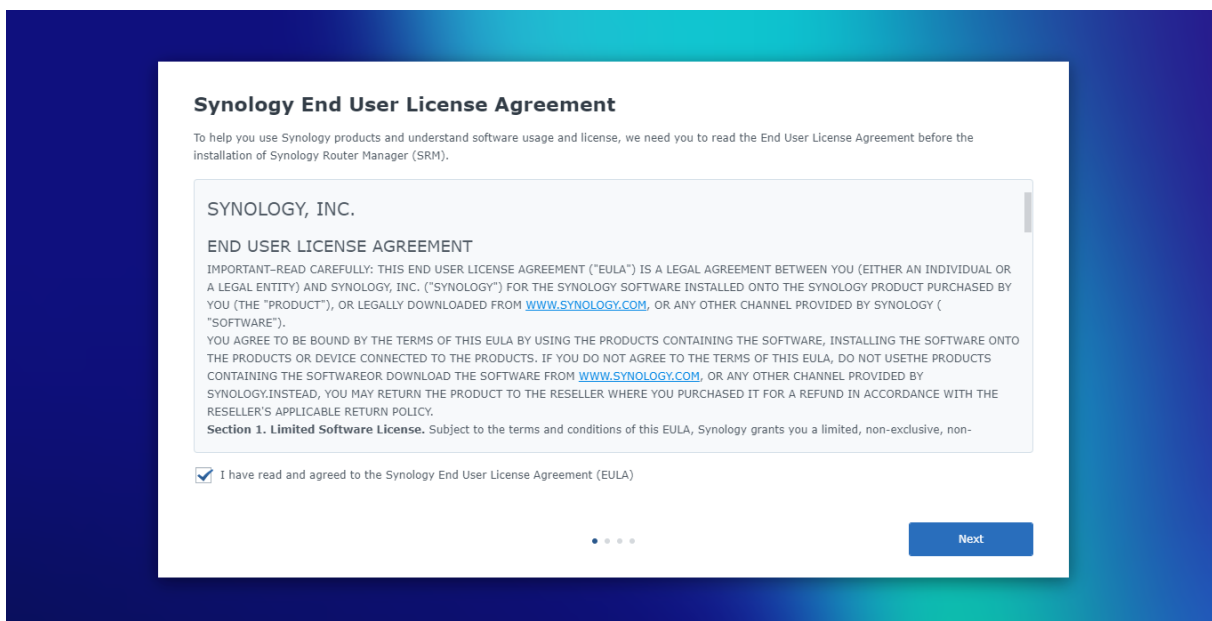 Synology End User License Agreement
To help you use Synology products and understand software usage and license, we need you to read the End User License Agreement before the
installation of Synology Router Manager (SRM).
SYNOLOGY, INC.
END USER LICENSE AGREEMENT
IMPORTANT–READ CAREFULLY: THIS END USER LICENSE AGREEMENT ("EULA") IS A LEGAL AGREEMENT BETWEEN YOU (EITHER AN INDIVIDUAL OR
A LEGAL ENTITY) AND SYNOLOGY, INC. ("SYNOLOGY") FOR THE SYNOLOGY SOFTWARE INSTALLED ONTO THE SYNOLOGY PRODUCT PURCHASED BY
YOU (THE "PRODUCT"), OR LEGALLY DOWNLOADED FROM WWW.SYNOLOGY.COM, OR ANY OTHER CHANNEL PROVIDED BY SYNOLOGY (
"SOFTWARE").
YOU AGREE TO BE BOUND BY THE TERMS OF THIS EULA BY USING THE PRODUCTS CONTAINING THE SOFTWARE, INSTALLING THE SOFTWARE ONTO
THE PRODUCTS OR DEVICE CONNECTED TO THE PRODUCTS. IF YOU DO NOT AGREE TO THE TERMS OF THIS EULA, DO NOT USETHE PRODUCTS
CONTAINING THE SOFTWAREOR DOWNLOAD THE SOFTWARE FROM WWW.SYNOLOGY.COM, OR ANY OTHER CHANNEL PROVIDED BY
SYNOLOGY.INSTEAD, YOU MAY RETURN THE PRODUCT TO THE RESELLER WHERE YOU PURCHASED IT FOR A REFUND IN ACCORDANCE WITH THE
RESELLER'S APPLICABLE RETURN POLICY.
Section 1. Limited Software License. Subject to the terms and conditions of this EULA, Synology grants you a limited, non-exclusive, non-
I have read and agreed to the Synology End User License Agreement (EULA)
Next